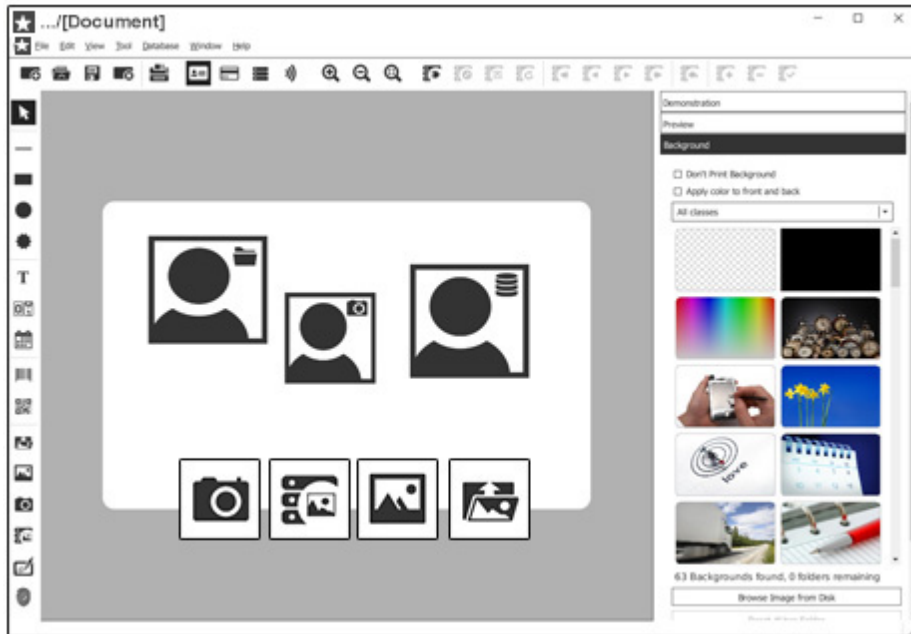 .../[Document]
File Edit View Tool Database Window Help
Demonstration
Preview
Background
Don't Print Background
Apply color to front and back
All classes
T
love
63 Backgrounds found, 0 folders remaining
Browse Image from Disk